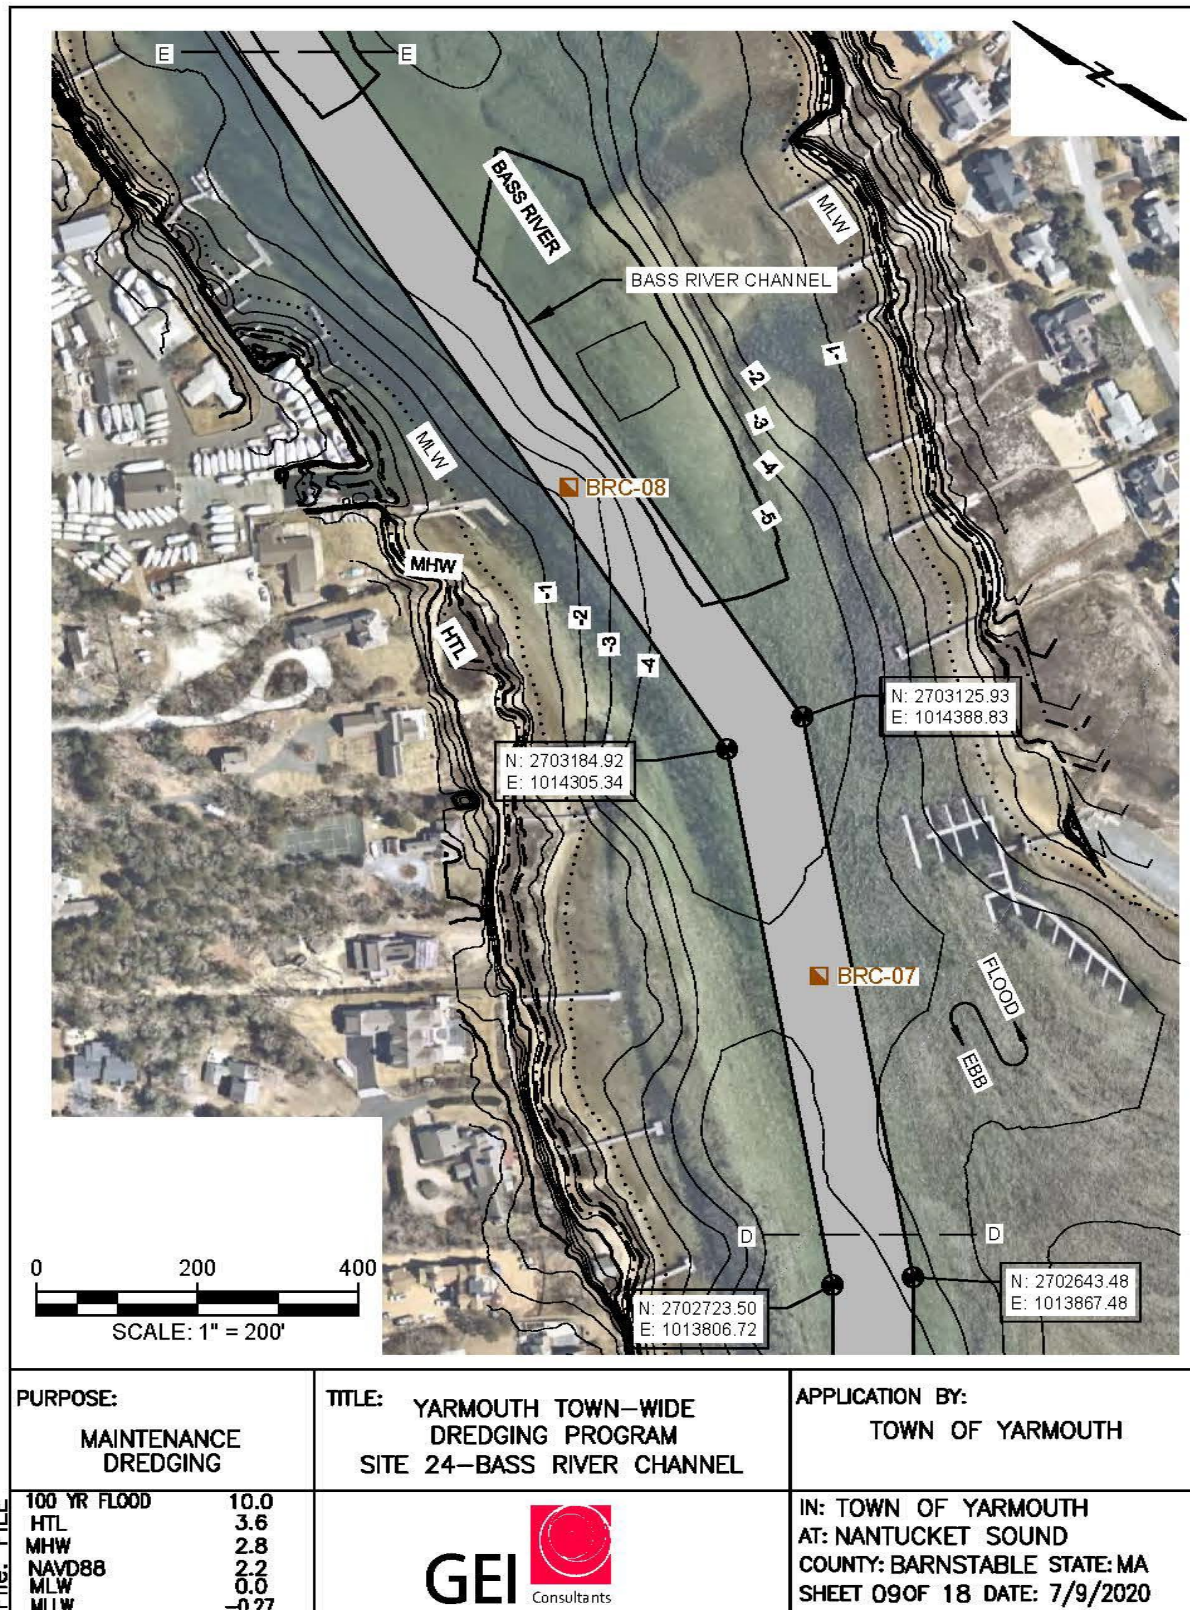 E
E
BASS RIVER
MLW
BASS RIVER CHANNEL
-1
-2
-3
-4
-5
MLW
BRC-08
MHW
HTL
-1
-2
-3
-4
N: 2703125.93
E: 1014388.83
N: 2703184.92
E: 1014305.34
BRC-07
FLOOD
EBB
D
D
N: 2702723.50
E: 1013806.72
N: 2702643.48
E: 1013867.48
0 200 400
SCALE: 1" = 200'
PURPOSE:
MAINTENANCE
DREDGING
TITLE: YARMOUTH TOWN-WIDE
DREDGING PROGRAM
SITE 24-BASS RIVER CHANNEL
APPLICATION BY:
TOWN OF YARMOUTH
100 YR FLOOD 10.0
HTL 3.6
MHW 2.8
NAVD88 2.2
MLW 0.0
MLLW -0.27
GEI
Consultants
IN: TOWN OF YARMOUTH
AT: NANTUCKET SOUND
COUNTY: BARNSTABLE STATE: MA
SHEET 09OF 18 DATE: 7/9/2020